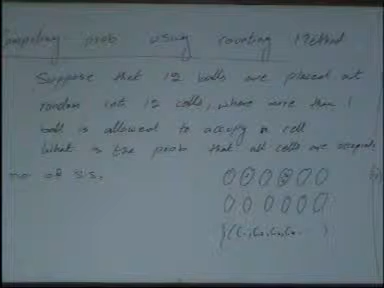 Computing prob using counting Method
Suppose that 12 balls are placed at
random into 12 cells, where more than 1
ball is allowed to occupy a cell
What is the prob that all cells are occupied
no of S.S.